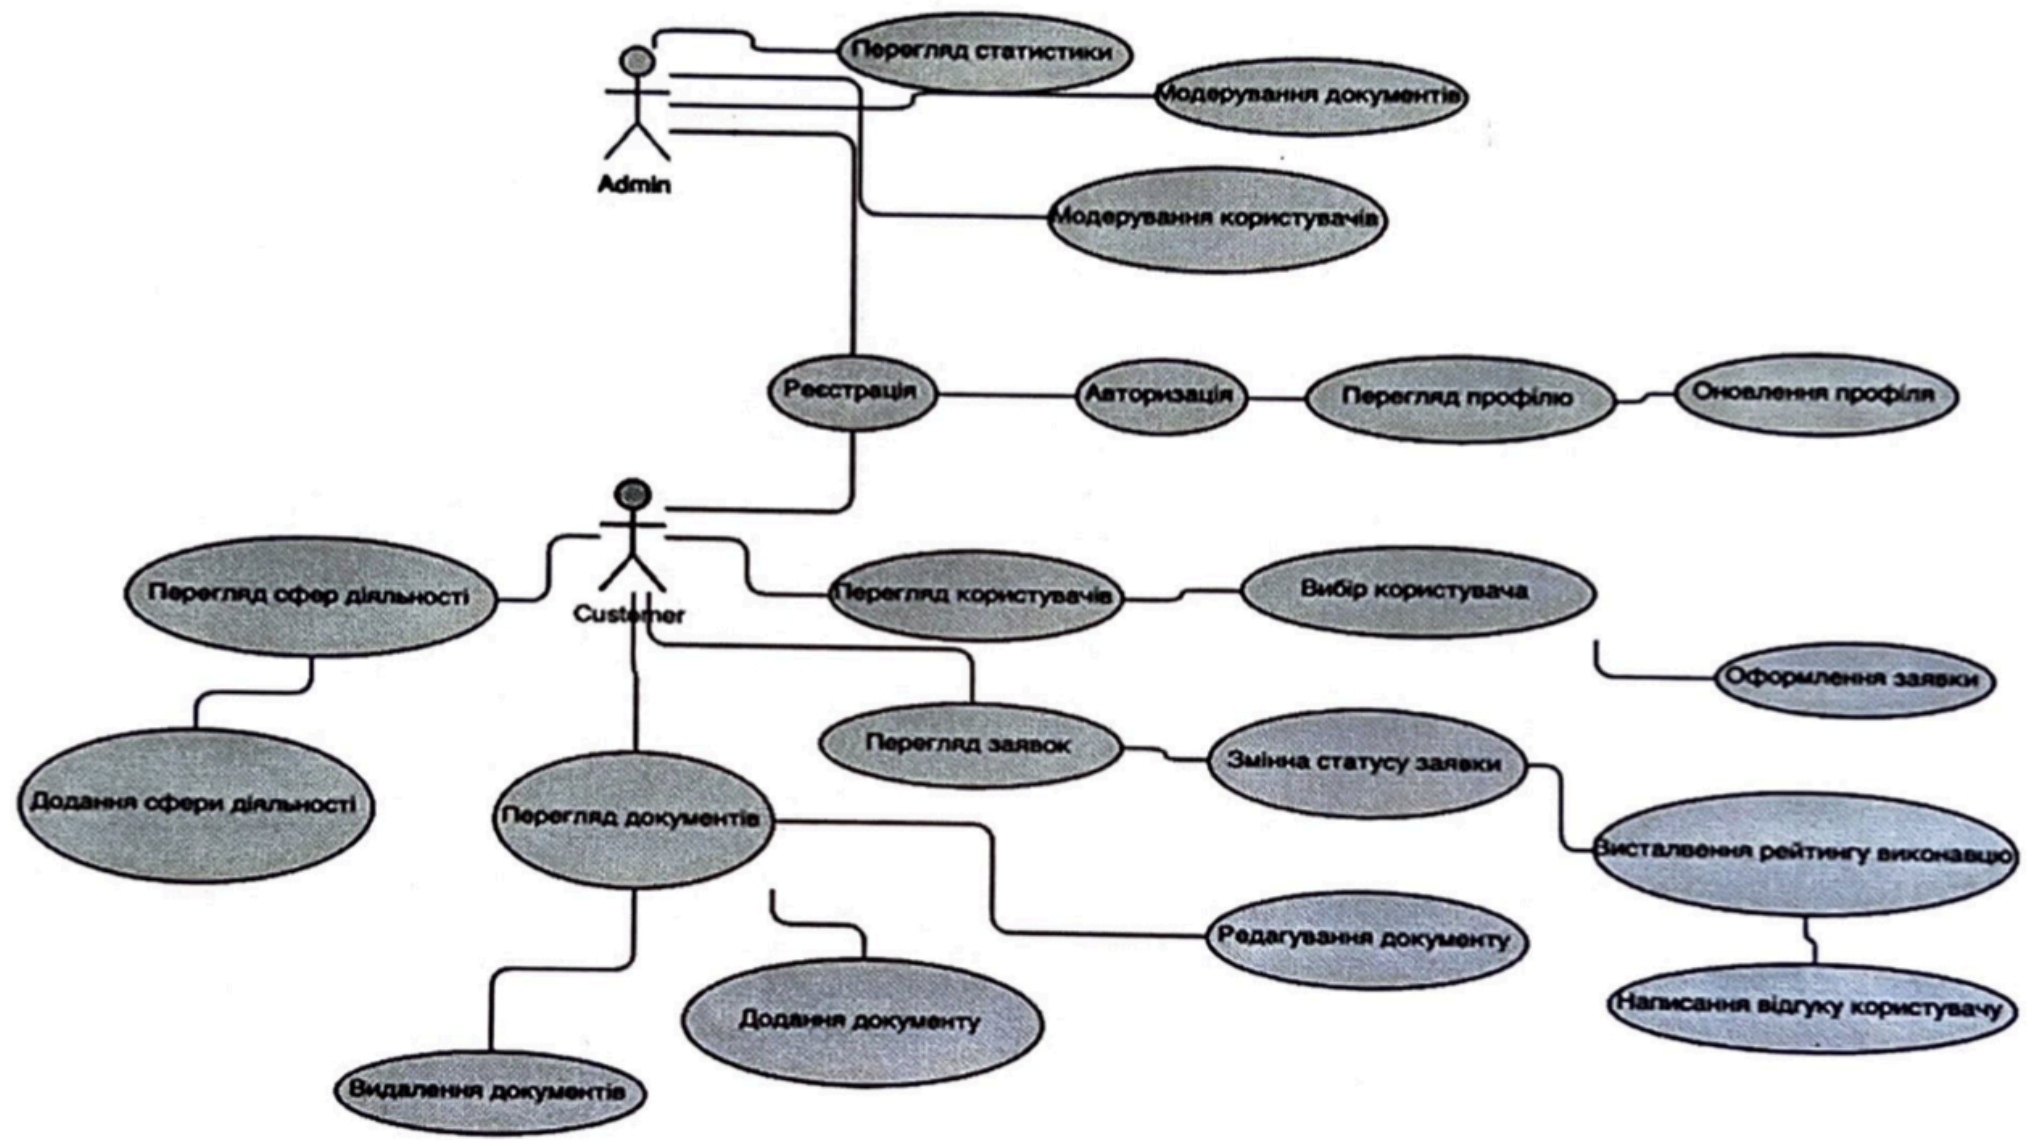 Перегляд статистики
Модерування документів
Admin
Модерування користувачів
Реєстрація
Авторизація
Перегляд профілю
Оновлення профіля
Перегляд сфер діяльності
Customer
Перегляд користувачів
Вибір користувача
Оформлення заявки
Перегляд заявок
Змінна статусу заявки
Додання сфери діяльності
Перегляд документів
Висталвення рейтингу виконавцю
Редагування документу
Додання документу
Написання відгуку користувачу
Видалення документів